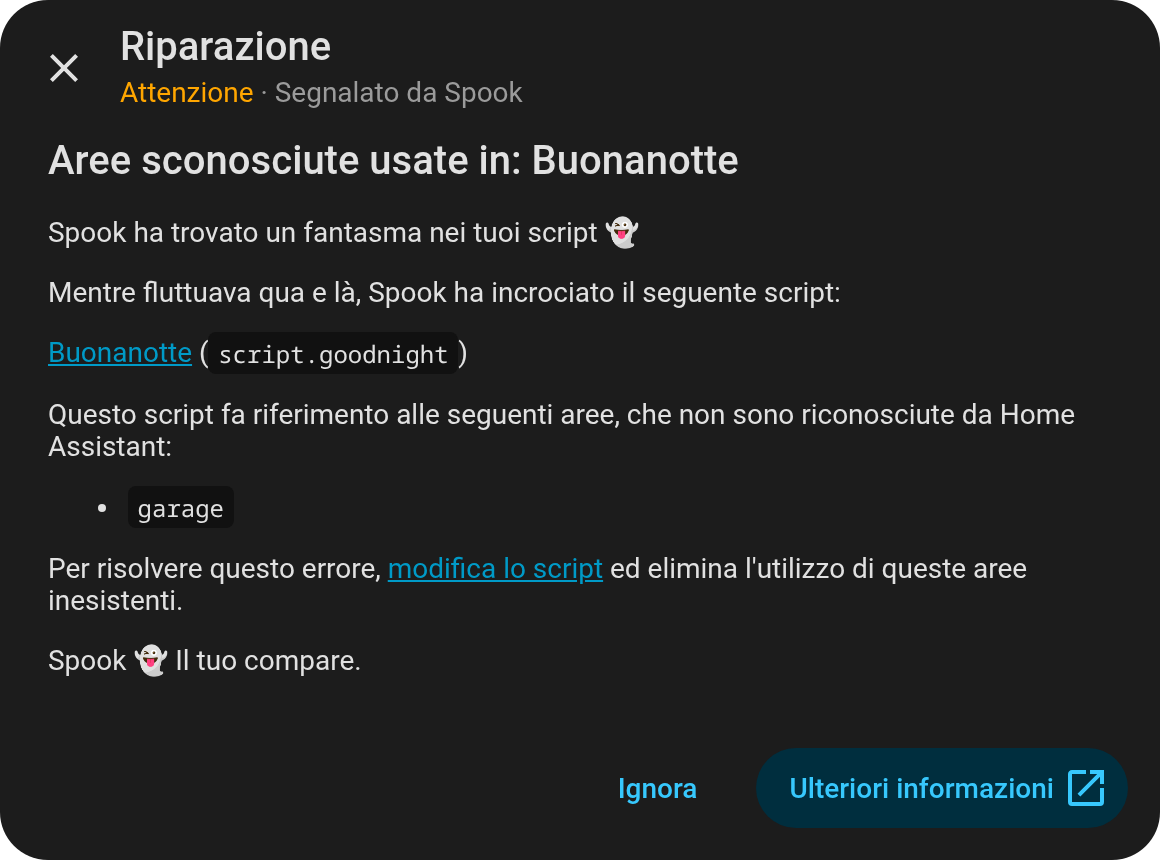 Riparazione
Attenzione · Segnalato da Spook
Aree sconosciute usate in: Buonanotte
Spook ha trovato un fantasma nei tuoi script 👻
Mentre fluttuava qua e là, Spook ha incrociato il seguente script:
Buonanotte (script.goodnight)
Questo script fa riferimento alle seguenti aree, che non sono riconosciute da Home
Assistant:
• garage
Per risolvere questo errore, modifica lo script ed elimina l'utilizzo di queste aree
inesistenti.
Spook 👻 Il tuo compare.
Ignora
Ulteriori informazioni